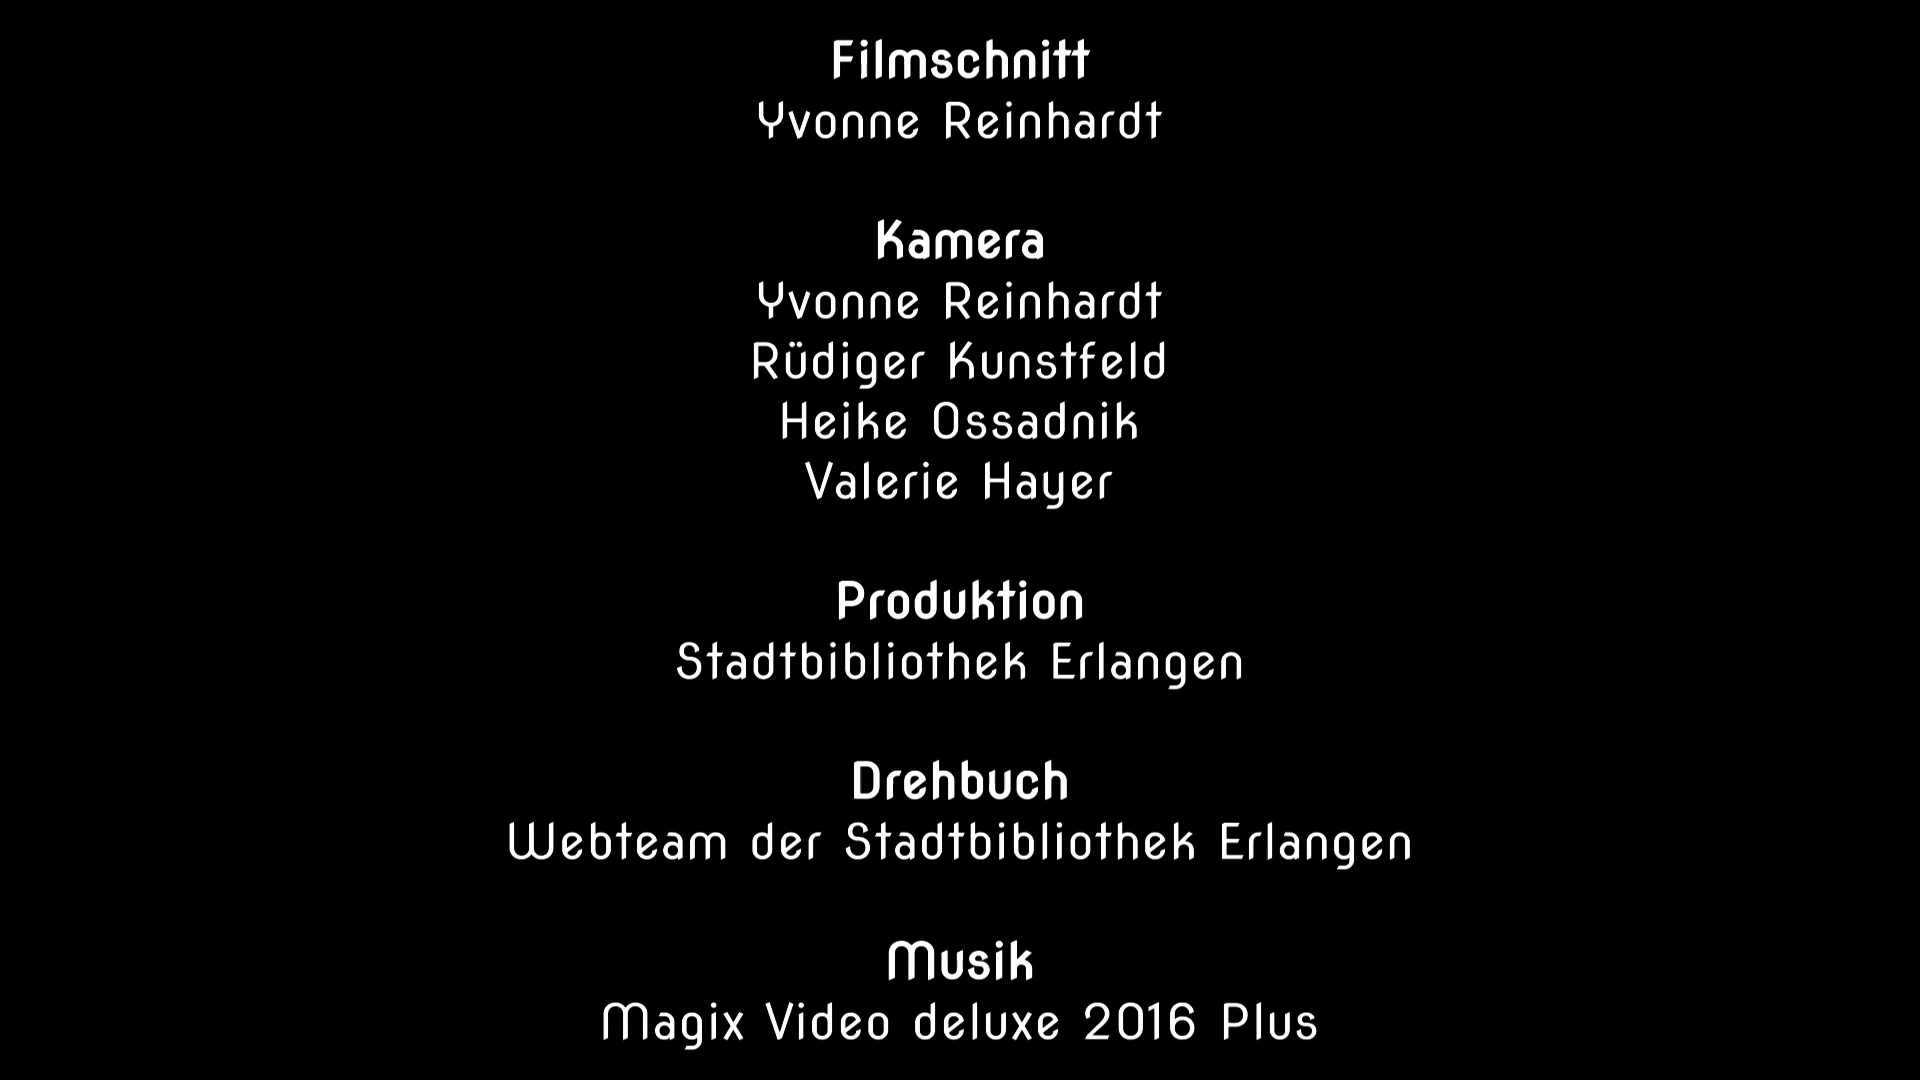 Filmschnitt
Yvonne Reinhardt
Kamera
Yvonne Reinhardt
Rüdiger Kunstfeld
Heike Ossadnik
Valerie Hayer
Produktion
Stadtbibliothek Erlangen
Drehbuch
Webteam der Stadtbibliothek Erlangen
Musik
Magix Video deluxe 2016 Plus